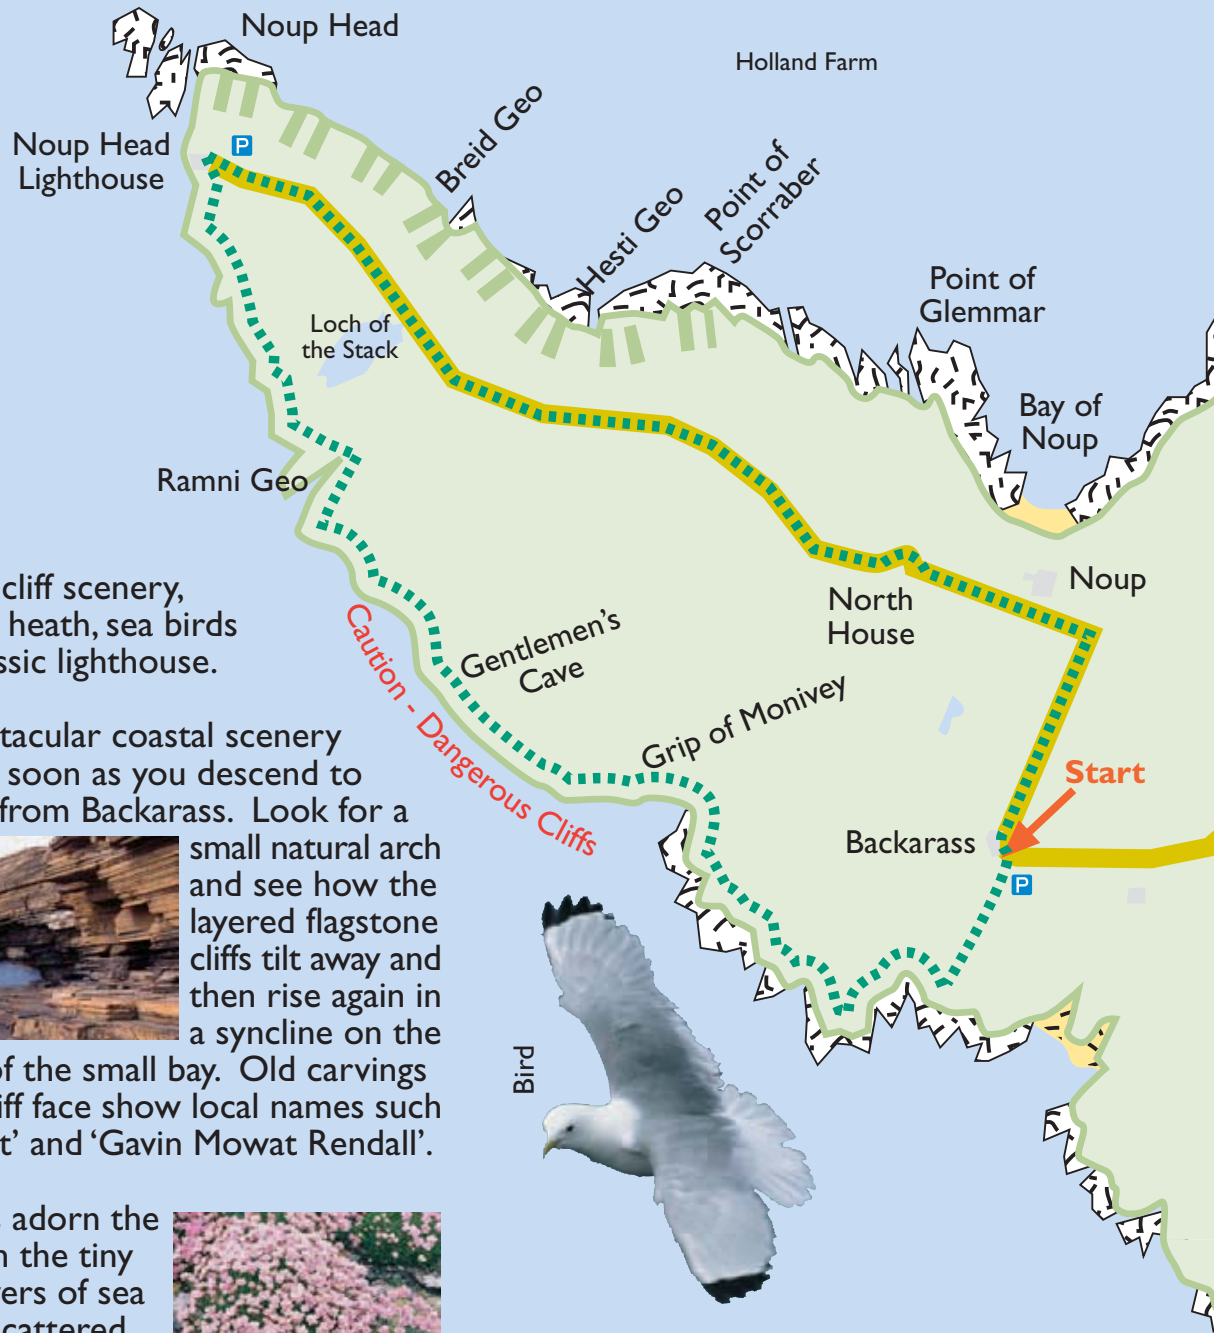 Noup Head
Holland Farm
Noup Head
Lighthouse
P
Breid Geo
Hesti Geo
Point of
Scorraber
Point of
Glemmar
Loch of
the Stack
Bay of
Noup
Ramni Geo
Noup
North
House
Gentlemen's
Cave
Caution - Dangerous Cliffs
Grip of Monivey
Start
Backarass
P
cliff scenery,
heath, sea birds
ssic lighthouse.
tacular coastal scenery
soon as you descend to
from Backarass. Look for a
small natural arch
and see how the
layered flagstone
cliffs tilt away and
then rise again in
a syncline on the
of the small bay. Old carvings
iff face show local names such
t’ and ‘Gavin Mowat Rendall’.
adorn the
n the tiny
ers of sea
cattered
Bird